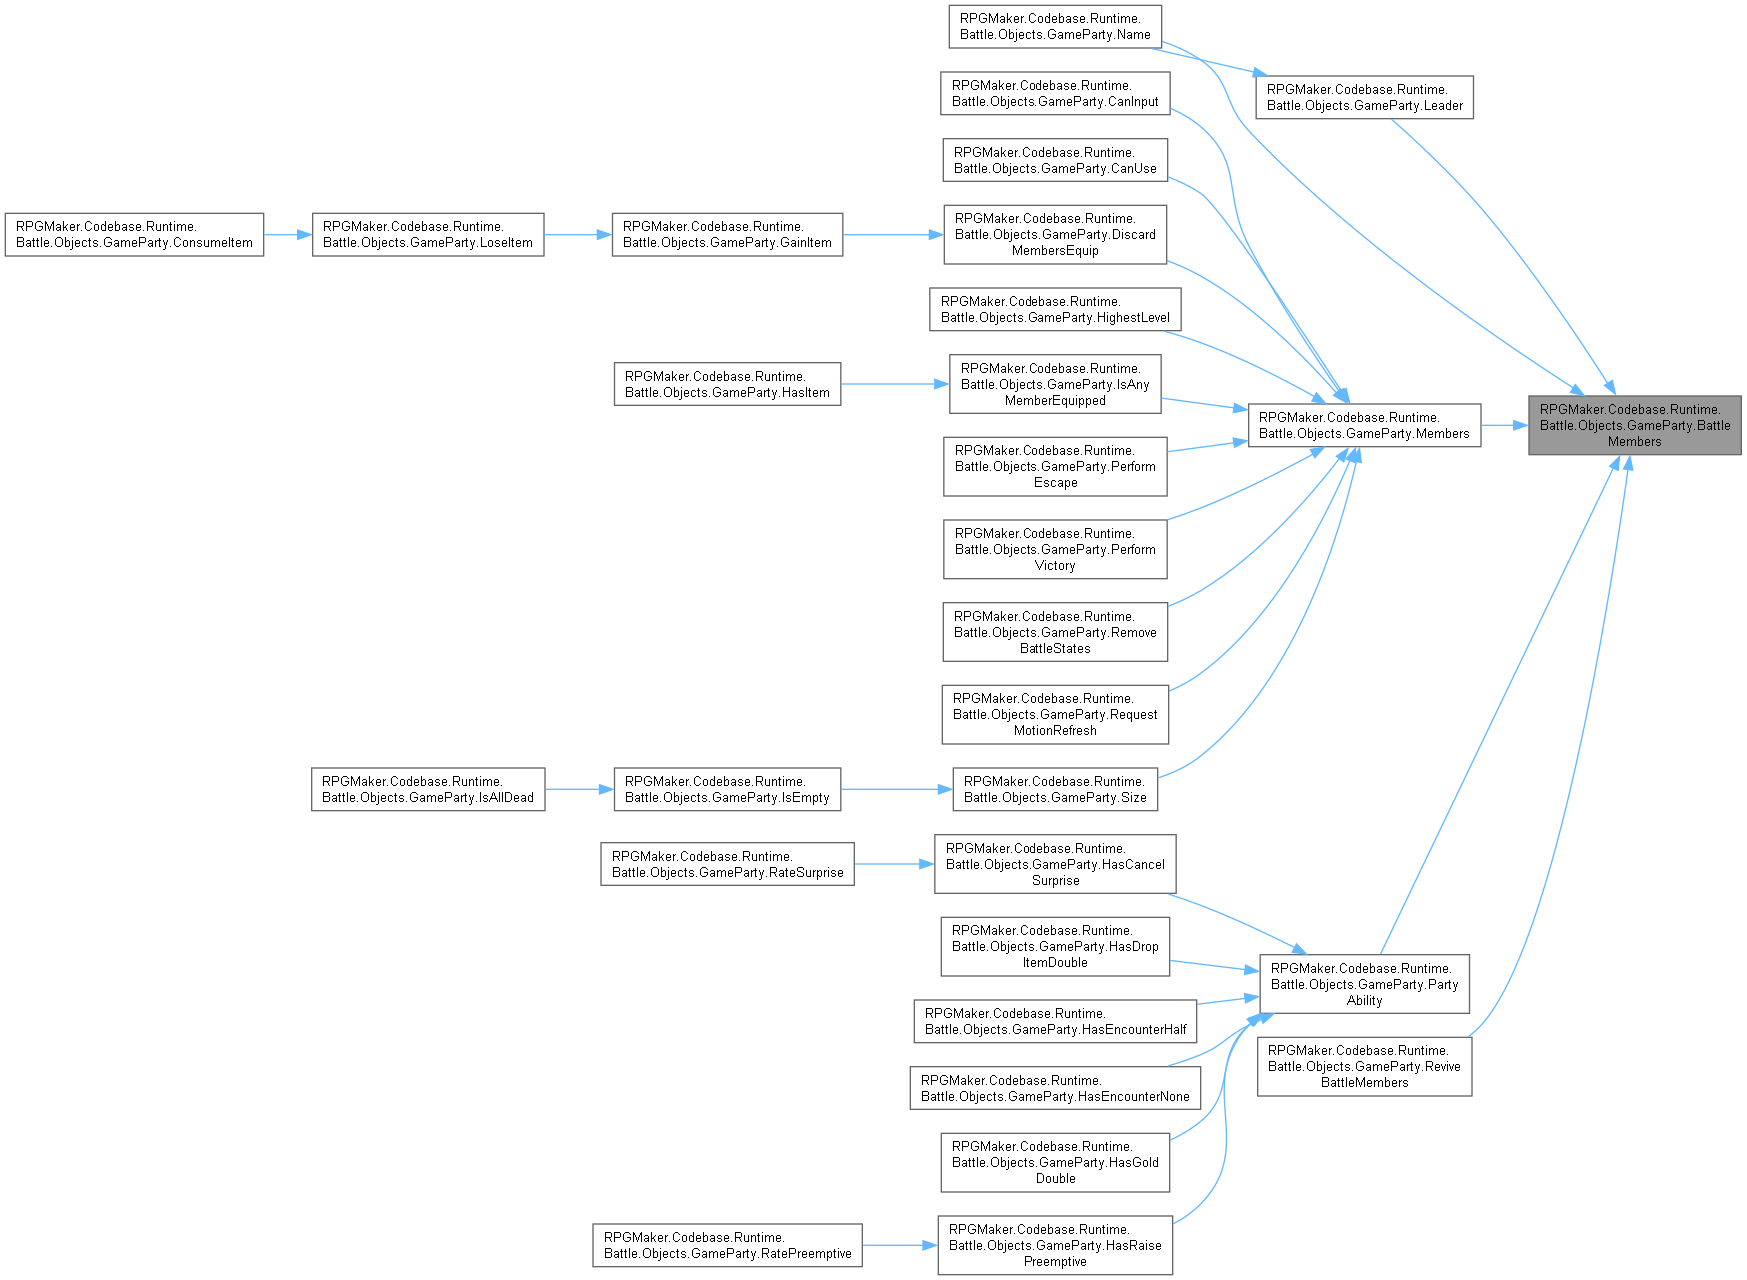 RPGMaker.Codebase.Runtime.
Battle.Objects.GameParty.Name
RPGMaker.Codebase.Runtime.
Battle.Objects.GameParty.Leader
RPGMaker.Codebase.Runtime.
Battle.Objects.GameParty.CanInput
RPGMaker.Codebase.Runtime.
Battle.Objects.GameParty.CanUse
RPGMaker.Codebase.Runtime.
Battle.Objects.GameParty.ConsumeItem
RPGMaker.Codebase.Runtime.
Battle.Objects.GameParty.LoseItem
RPGMaker.Codebase.Runtime.
Battle.Objects.GameParty.GainItem
RPGMaker.Codebase.Runtime.
Battle.Objects.GameParty.Discard
MembersEquip
RPGMaker.Codebase.Runtime.
Battle.Objects.GameParty.HighestLevel
RPGMaker.Codebase.Runtime.
Battle.Objects.GameParty.HasItem
RPGMaker.Codebase.Runtime.
Battle.Objects.GameParty.IsAny
MemberEquipped
RPGMaker.Codebase.Runtime.
Battle.Objects.GameParty.Members
RPGMaker.Codebase.Runtime.
Battle.Objects.GameParty.Battle
Members
RPGMaker.Codebase.Runtime.
Battle.Objects.GameParty.Perform
Escape
RPGMaker.Codebase.Runtime.
Battle.Objects.GameParty.Perform
Victory
RPGMaker.Codebase.Runtime.
Battle.Objects.GameParty.Remove
BattleStates
RPGMaker.Codebase.Runtime.
Battle.Objects.GameParty.Request
MotionRefresh
RPGMaker.Codebase.Runtime.
Battle.Objects.GameParty.IsAllDead
RPGMaker.Codebase.Runtime.
Battle.Objects.GameParty.IsEmpty
RPGMaker.Codebase.Runtime.
Battle.Objects.GameParty.Size
RPGMaker.Codebase.Runtime.
Battle.Objects.GameParty.RateSurprise
RPGMaker.Codebase.Runtime.
Battle.Objects.GameParty.HasCancel
Surprise
RPGMaker.Codebase.Runtime.
Battle.Objects.GameParty.HasDrop
ItemDouble
RPGMaker.Codebase.Runtime.
Battle.Objects.GameParty.Party
Ability
RPGMaker.Codebase.Runtime.
Battle.Objects.GameParty.HasEncounterHalf
RPGMaker.Codebase.Runtime.
Battle.Objects.GameParty.Revive
BattleMembers
RPGMaker.Codebase.Runtime.
Battle.Objects.GameParty.HasEncounterNone
RPGMaker.Codebase.Runtime.
Battle.Objects.GameParty.HasGold
Double
RPGMaker.Codebase.Runtime.
Battle.Objects.GameParty.RatePreemptive
RPGMaker.Codebase.Runtime.
Battle.Objects.GameParty.HasRaise
Preemptive